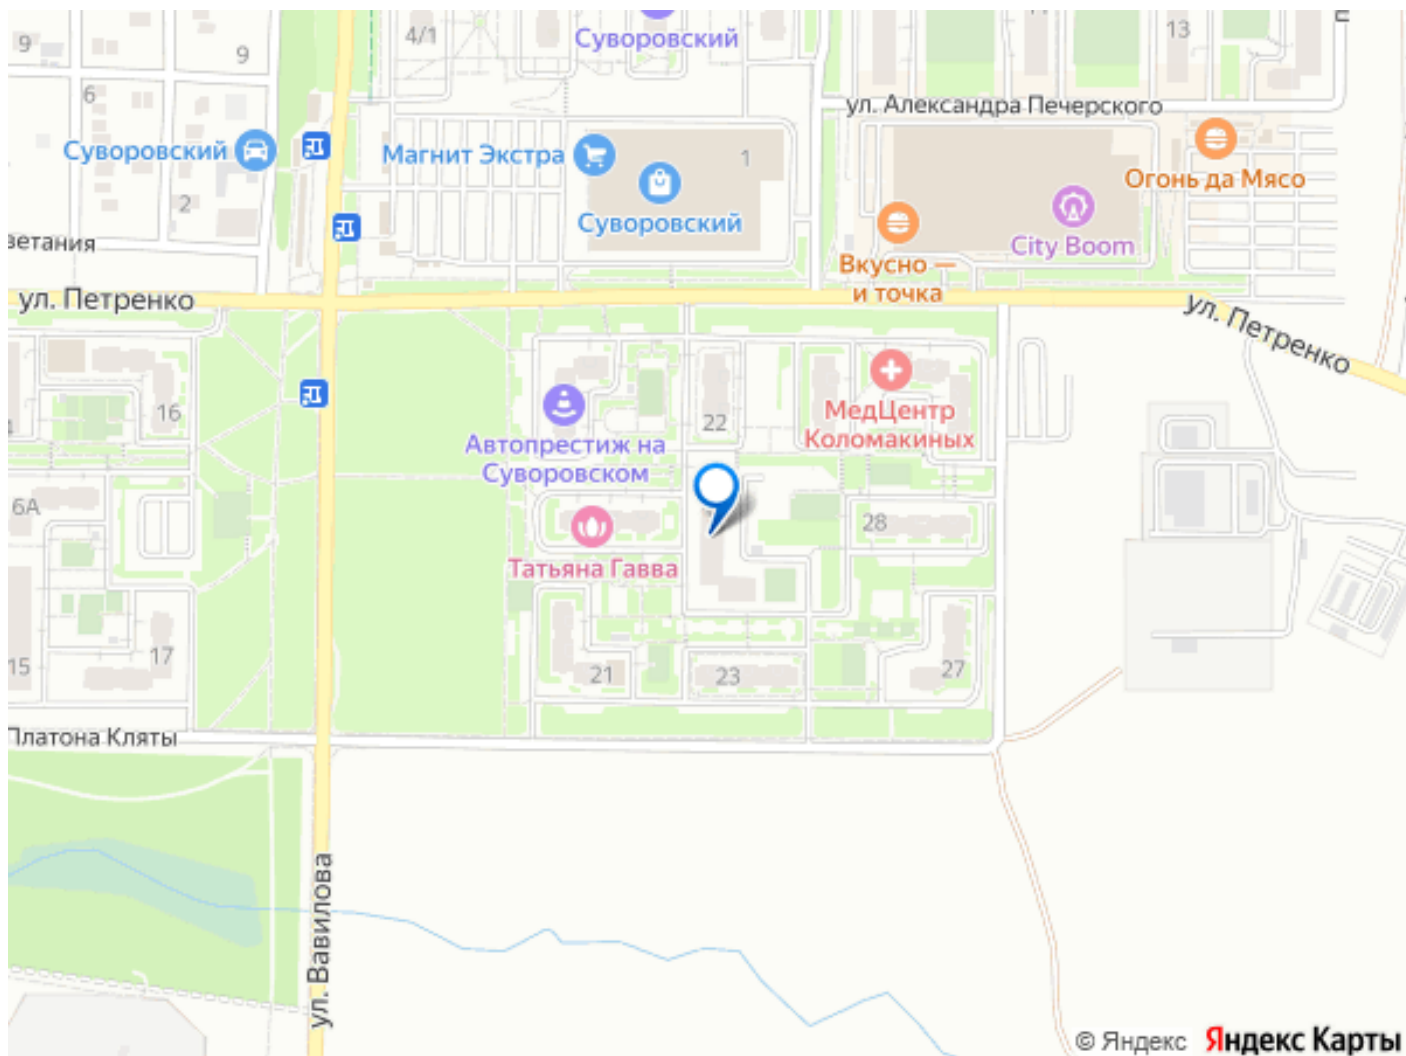 9
9
4/1
Суворовский
13
6
ул. Александра Печерского
Суворовский
Магнит Экстра
1
Огонь да Мясо
2
Суворовский
City Boom
ветания
Вкусно —
и точка
ул. Петренко
ул. Петренко
16
22
МедЦентр
Коломакиных
Автопрестиж на
Суворовском
6А
28
Татьяна Гавва
17
15
21
23
27
Платона Кляты
ул. Вавилова
© Яндекс Яндекс Карты